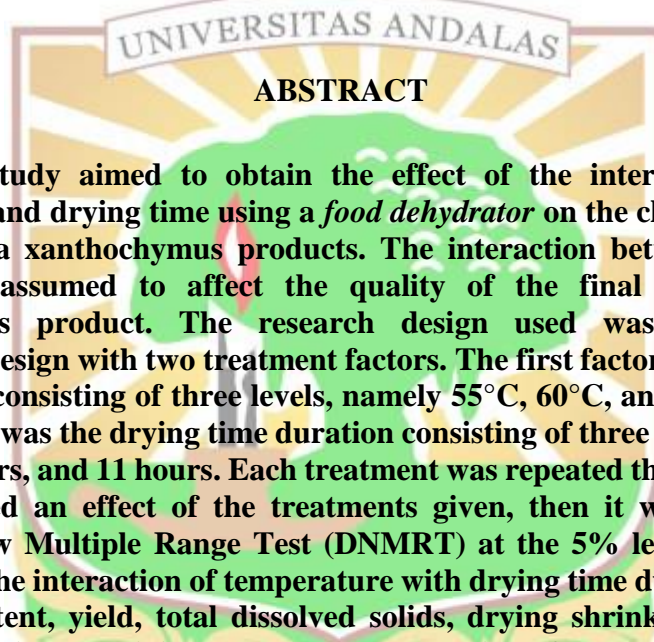 UNIVERSITAS ANDALAS
ABSTRACT
tudy aimed to obtain the effect of the inter
and drying time using a food dehydrator on the c
a xanthochymus products. The interaction bet
assumed to affect the quality of the final
s product. The research design used was
esign with two treatment factors. The first factor
consisting of three levels, namely 55°C, 60°C, an
was the drying time duration consisting of three
rs, and 11 hours. Each treatment was repeated th
d an effect of the treatments given, then it w
w Multiple Range Test (DNMRT) at the 5% le
he interaction of temperature with drying time d
tent, yield, total dissolved solids, drying shrink